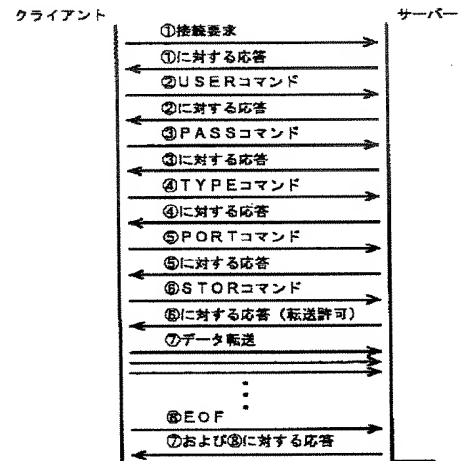 クライアント
サーバー
①接続要求
①に対する応答
②USERコマンド
②に対する応答
③PASSコマンド
③に対する応答
④TYPEコマンド
④に対する応答
⑤PORTコマンド
⑤に対する応答
⑥STORコマンド
⑥に対する応答（転送許可）
⑦データ転送
⑧EOF
⑦および⑧に対する応答